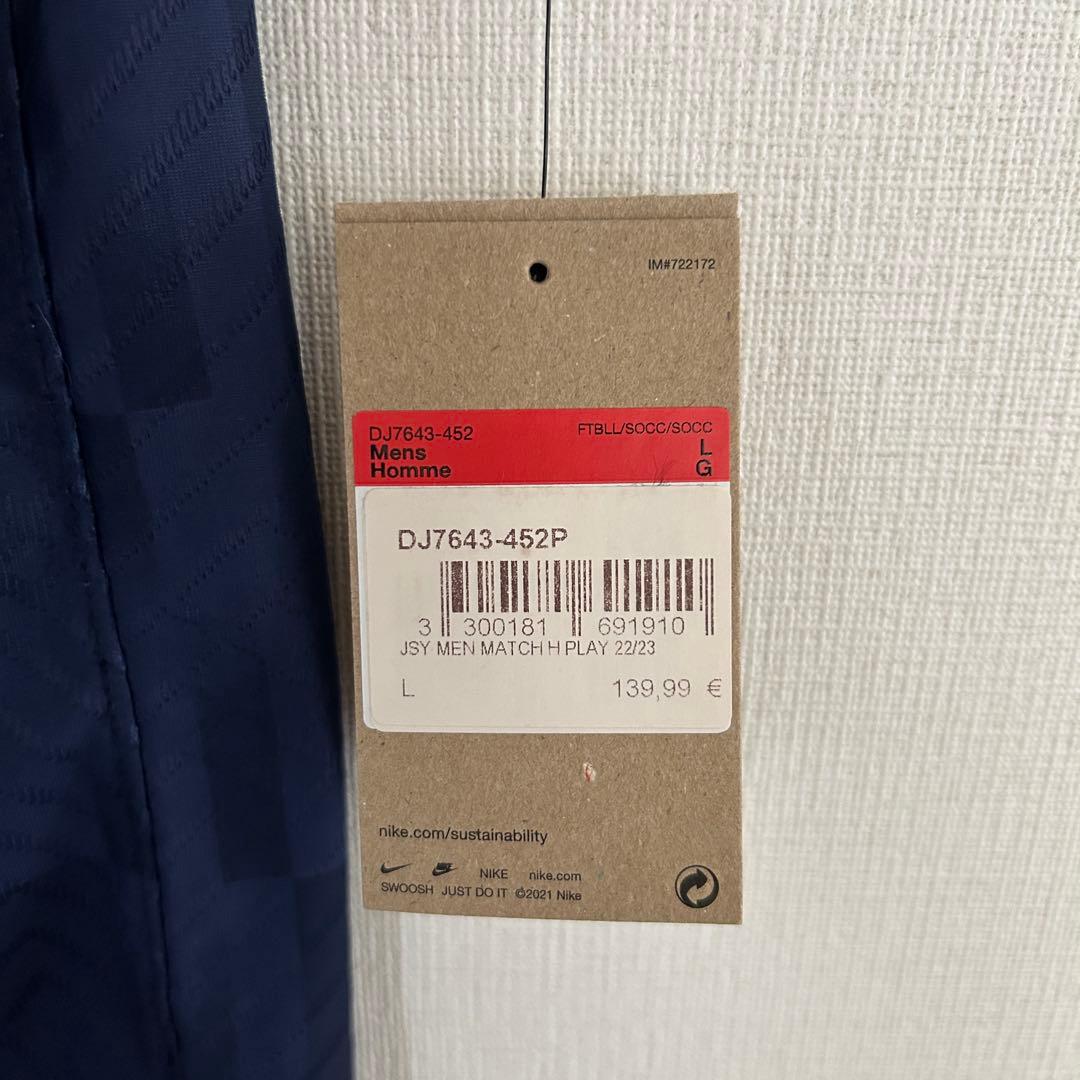 IM#722172
DJ7643-452 FTBLL/SOCC/SOCC
Mens L
Homme G
DJ7643-452P
3 300181 691910
JSY MEN MATCH H PLAY 22/23
L 139,99 €
nike.com/sustainability
NIKE nike.com
SWOOSH JUST DO IT ©2021 Nike